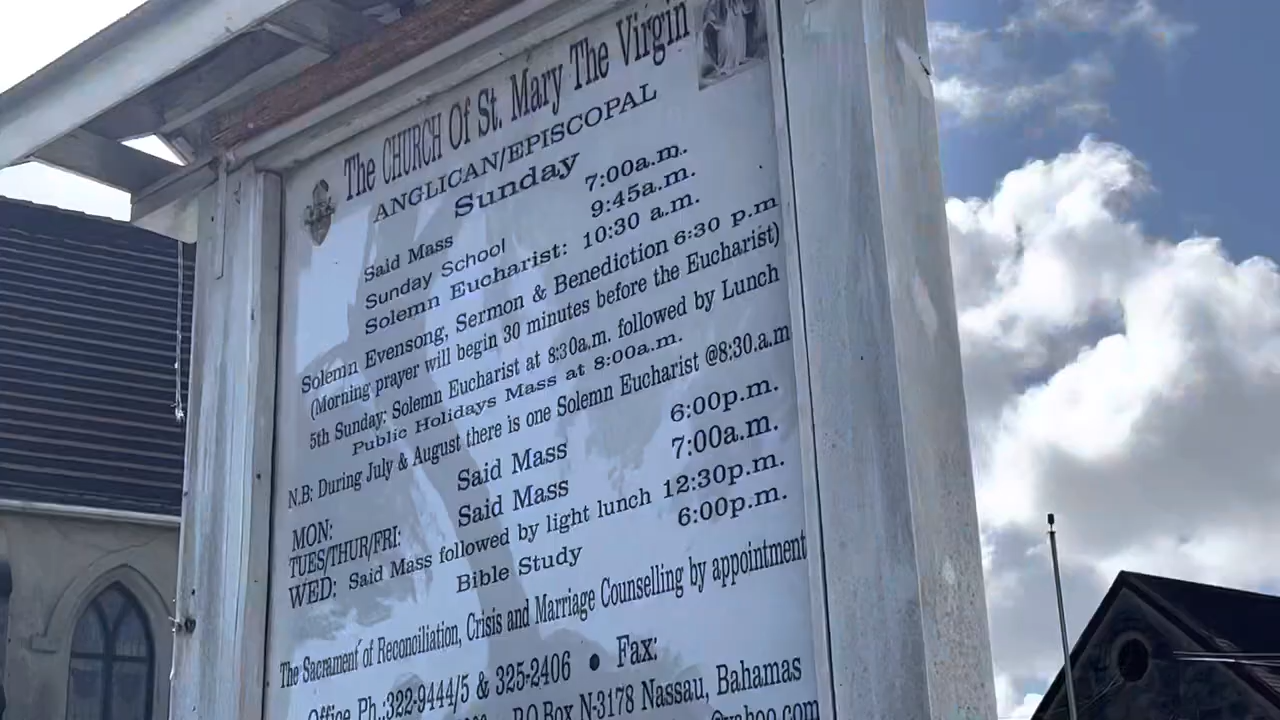 The CHURCH Of St. Mary The Virgin
ANGLICAN/EPISCOPAL
Sunday
Said Mass 7:00a.m.
Sunday School 9:45a.m.
Solemn Eucharist: 10:30 a.m.
Solemn Evensong, Sermon & Benediction 6:30 p.m
(Morning prayer will begin 30 minutes before the Eucharist)
5th Sunday: Solemn Eucharist at 8:30a.m. followed by Lunch
Public Holidays Mass at 8:00a.m.
N.B: During July & August there is one Solemn Eucharist @8:30.a.m
MON: Said Mass 6:00p.m.
TUES/THUR/FRI: Said Mass 7:00a.m.
WED: Said Mass followed by light lunch 12:30p.m.
Bible Study 6:00p.m.
The Sacrament of Reconciliation, Crisis and Marriage Counselling by appointment
Office Ph.:322-9444/5 & 325-2406 • Fax:
P.O Box N-3178 Nassau, Bahamas
@yahoo.com